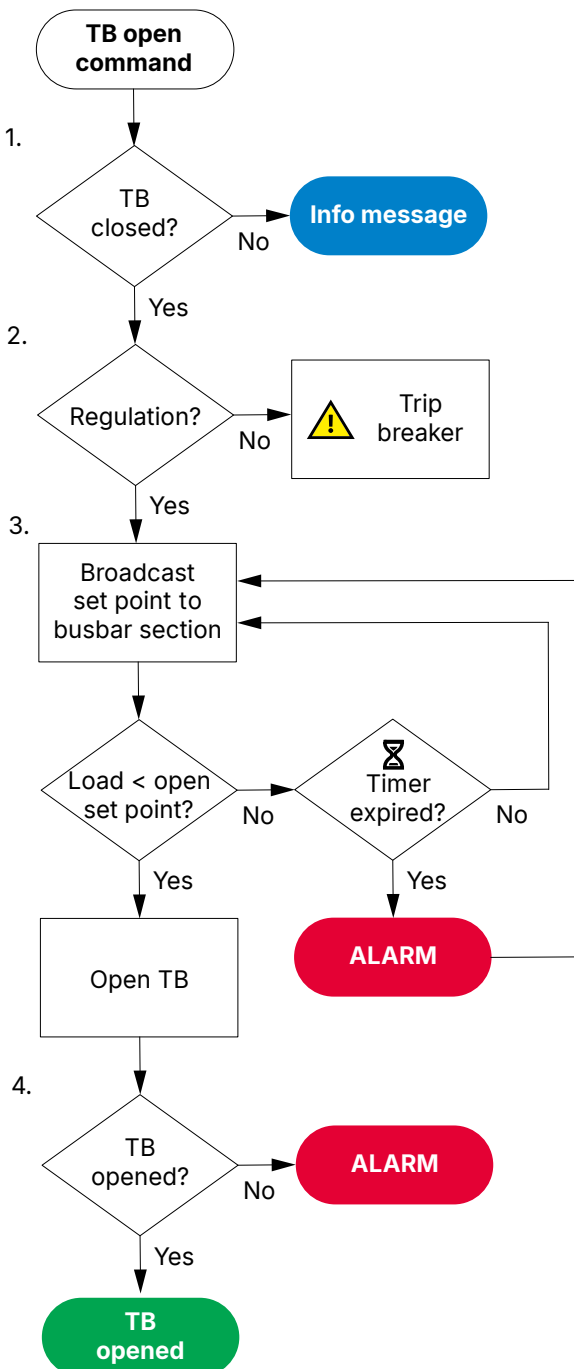 TB open
command
1.
TB
closed?
No
Info message
Yes
2.
Regulation?
No
Trip
breaker
Yes
3.
Broadcast
set point to
busbar section
Load < open
set point?
No
Timer
expired?
No
Yes
Yes
Open TB
ALARM
4.
TB
opened?
No
ALARM
Yes
TB
opened